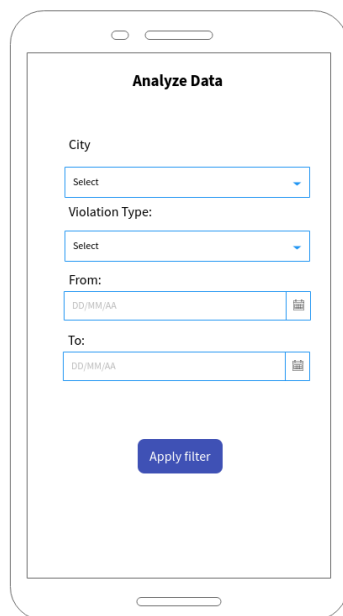 Analyze Data
City
Select
Violation Type:
Select
From:
DD/MM/AA
To:
DD/MM/AA
Apply filter